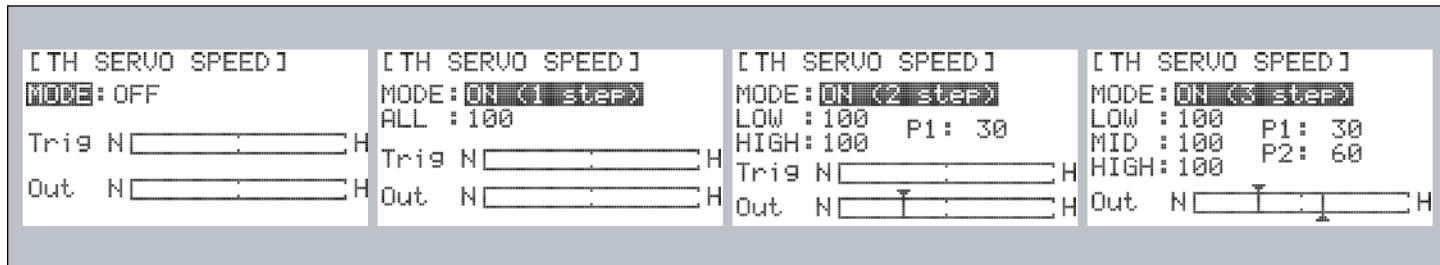 [TH SERVO SPEED]
MODE:OFF
Trig N H
Out N H
[TH SERVO SPEED]
MODE:ON (1 step)
ALL :100
Trig N H
Out N H
[TH SERVO SPEED]
MODE:ON (2 step)
LOW :100
P1: 30
HIGH:100
Trig N H
Out N H
[TH SERVO SPEED]
MODE:ON (3 step)
LOW :100
P1: 30
MID :100
P2: 60
HIGH:100
Out N H